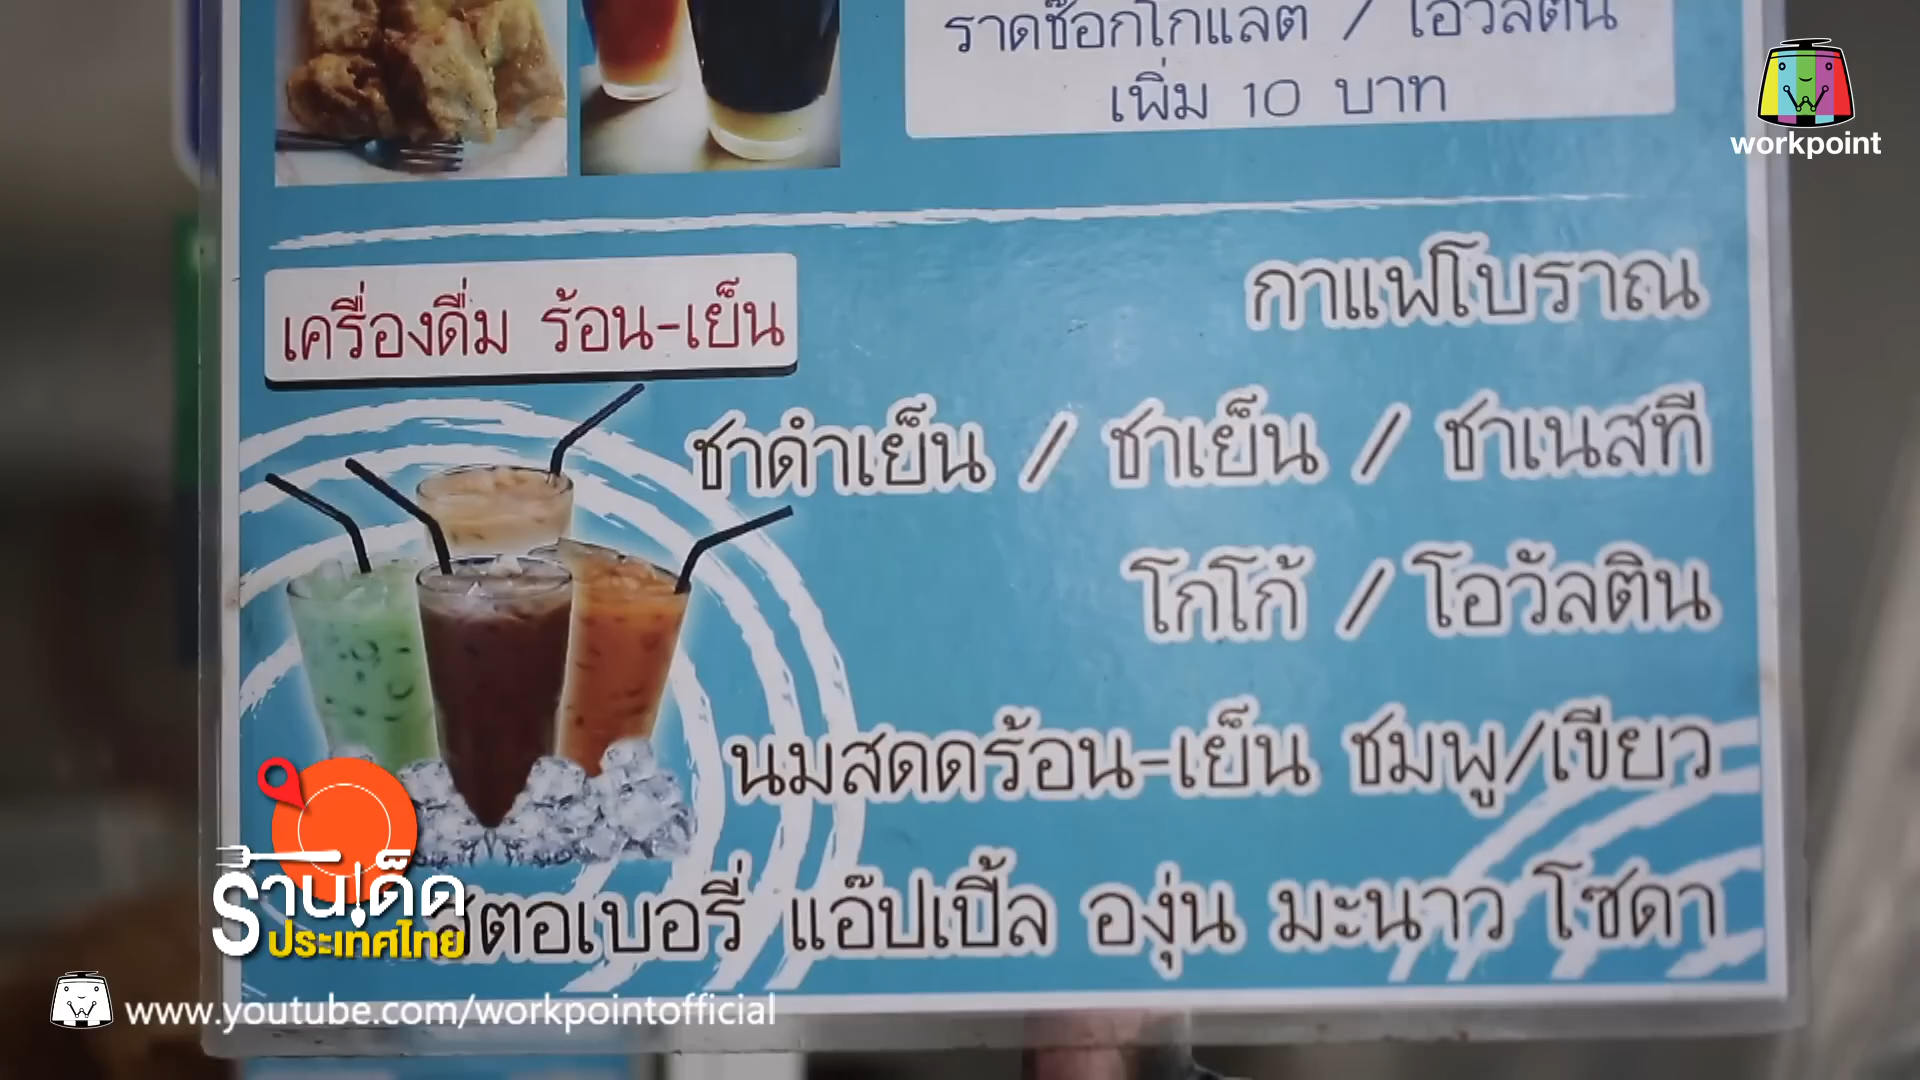 ราดช๊อกโกแลต / โอวัลติน
เพิ่ม 10 บาท
workpoint
เครื่องดื่ม ร้อน-เย็น
กาแฟโบราณ
ชาดำเย็น / ชาเย็น / ชาเนสที
โกโก้ / โอวัลติน
นมสดดร้อน-เย็น ชมพู/เขียว
สตอเบอรี่ แอ๊ปเปิ้ล องุ่น มะนาว โซดา
ร้านเด็ด
ประเทศไทย
www.youtube.com/workpointofficial